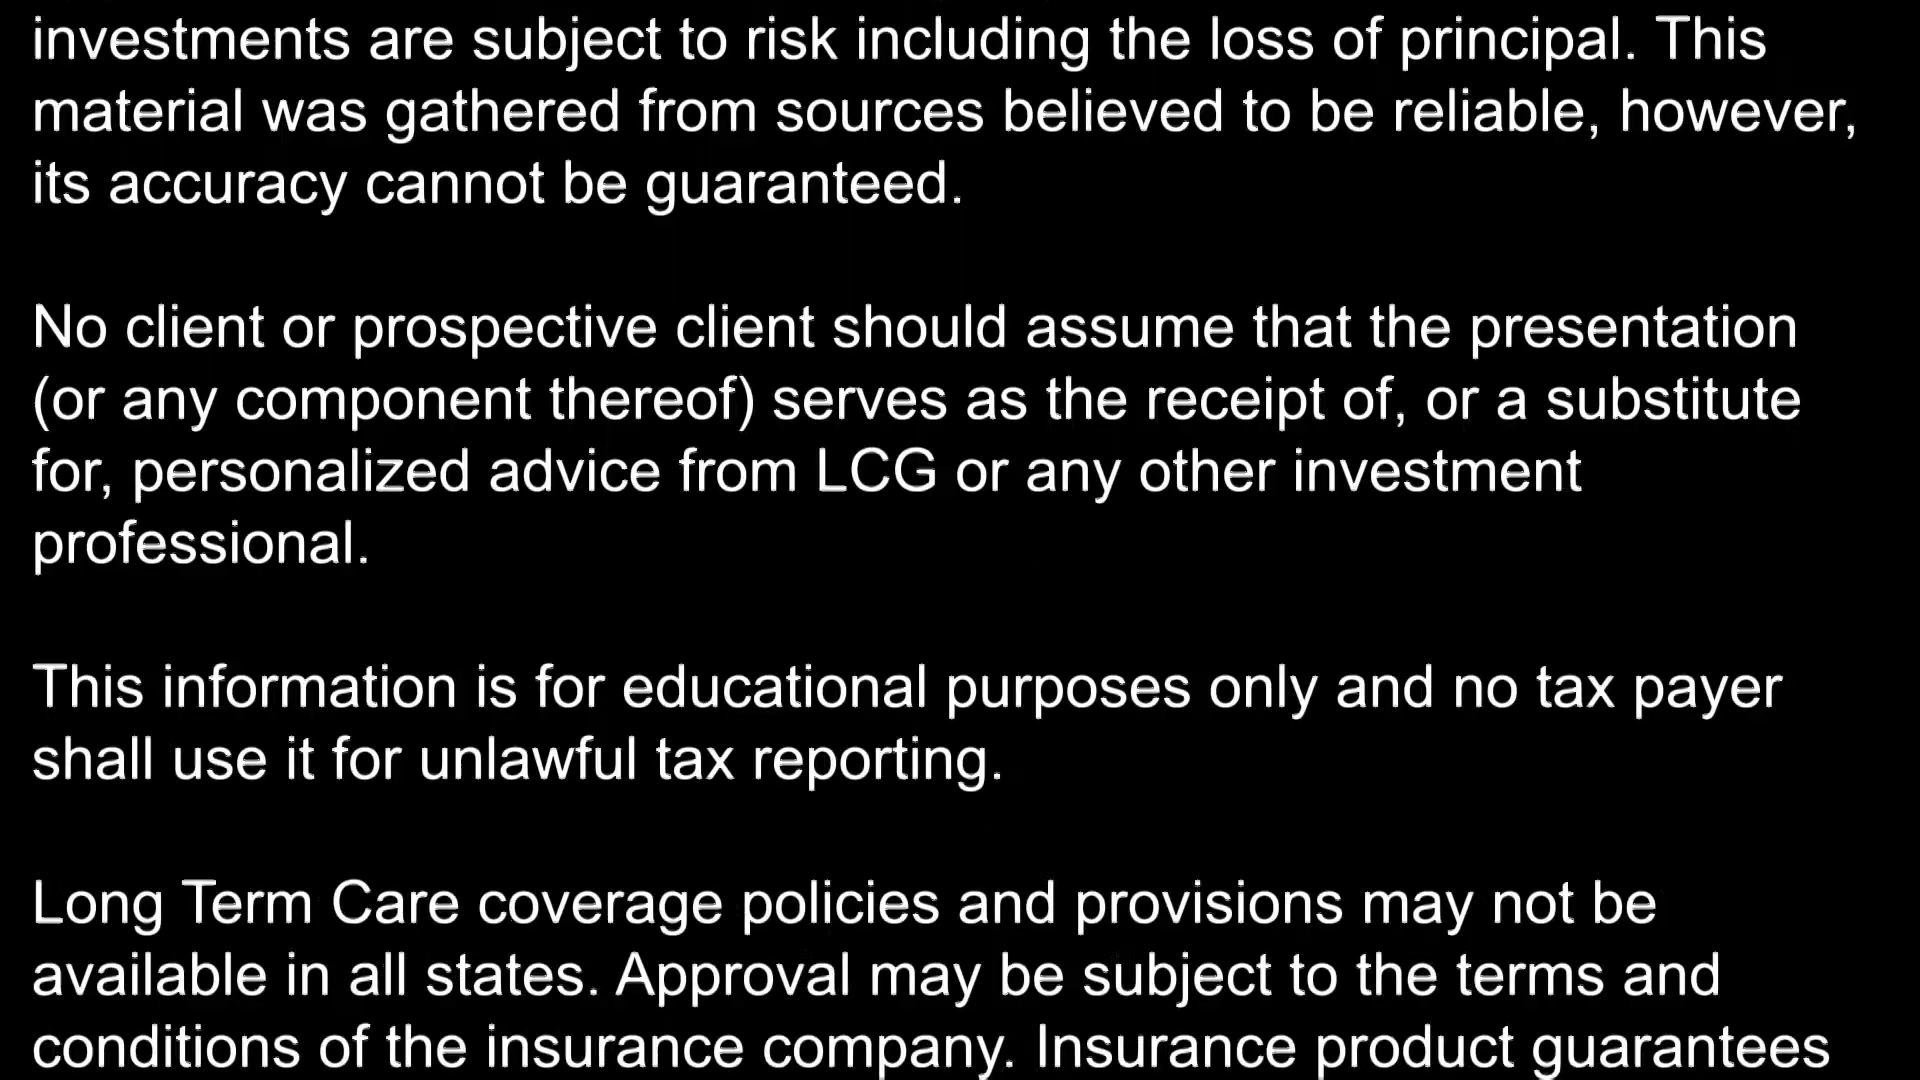 investments are subject to risk including the loss of principal. This
material was gathered from sources believed to be reliable, however,
its accuracy cannot be guaranteed.
No client or prospective client should assume that the presentation
(or any component thereof) serves as the receipt of, or a substitute
for, personalized advice from LCG or any other investment
professional.
This information is for educational purposes only and no tax payer
shall use it for unlawful tax reporting.
Long Term Care coverage policies and provisions may not be
available in all states. Approval may be subject to the terms and
conditions of the insurance company. Insurance product guarantees